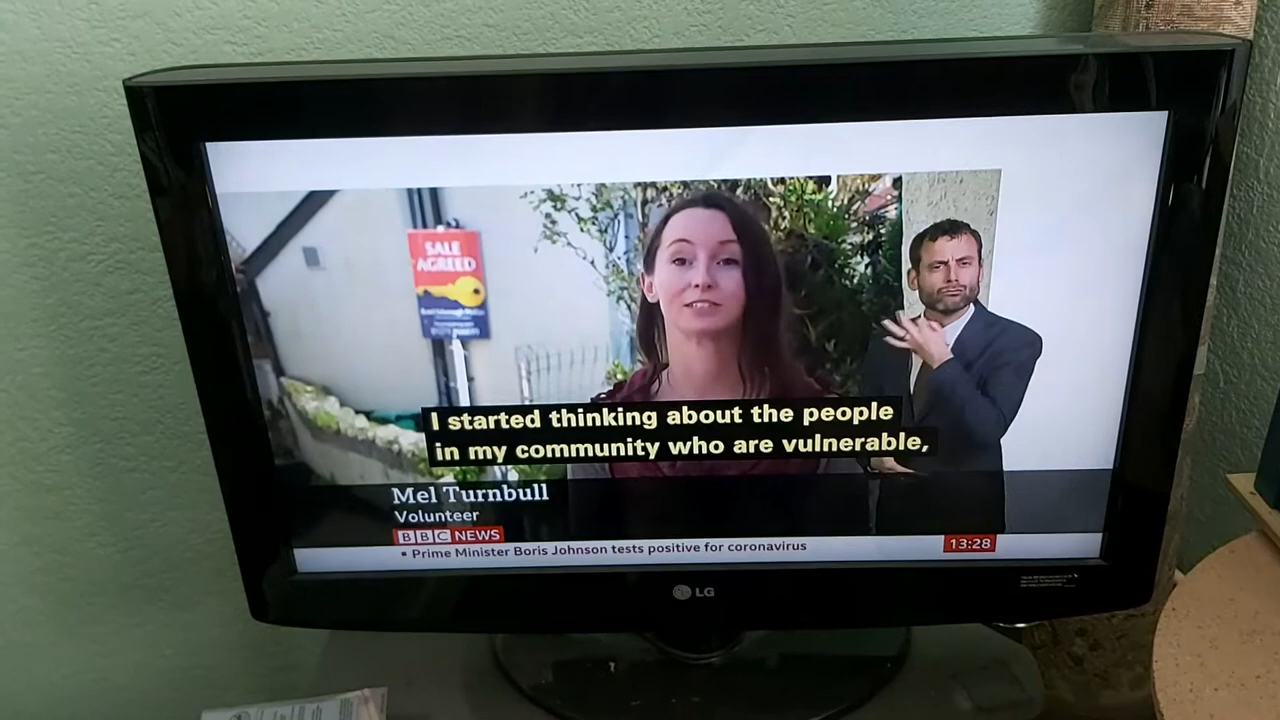 SALE
AGREED
I started thinking about the people
in my community who are vulnerable,
Mel Turnbull
Volunteer
BBC NEWS
Prime Minister Boris Johnson tests positive for coronavirus
13:28
LG